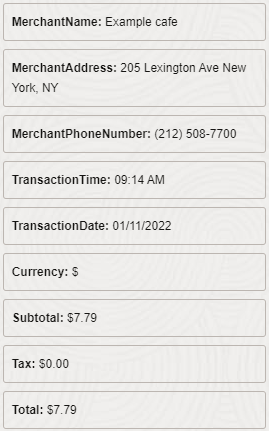 MerchantName: Example cafe
MerchantAddress: 205 Lexington Ave New
York, NY
MerchantPhoneNumber: (212) 508-7700
TransactionTime: 09:14 AM
TransactionDate: 01/11/2022
Currency: $
Subtotal: $7.79
Tax: $0.00
Total: $7.79